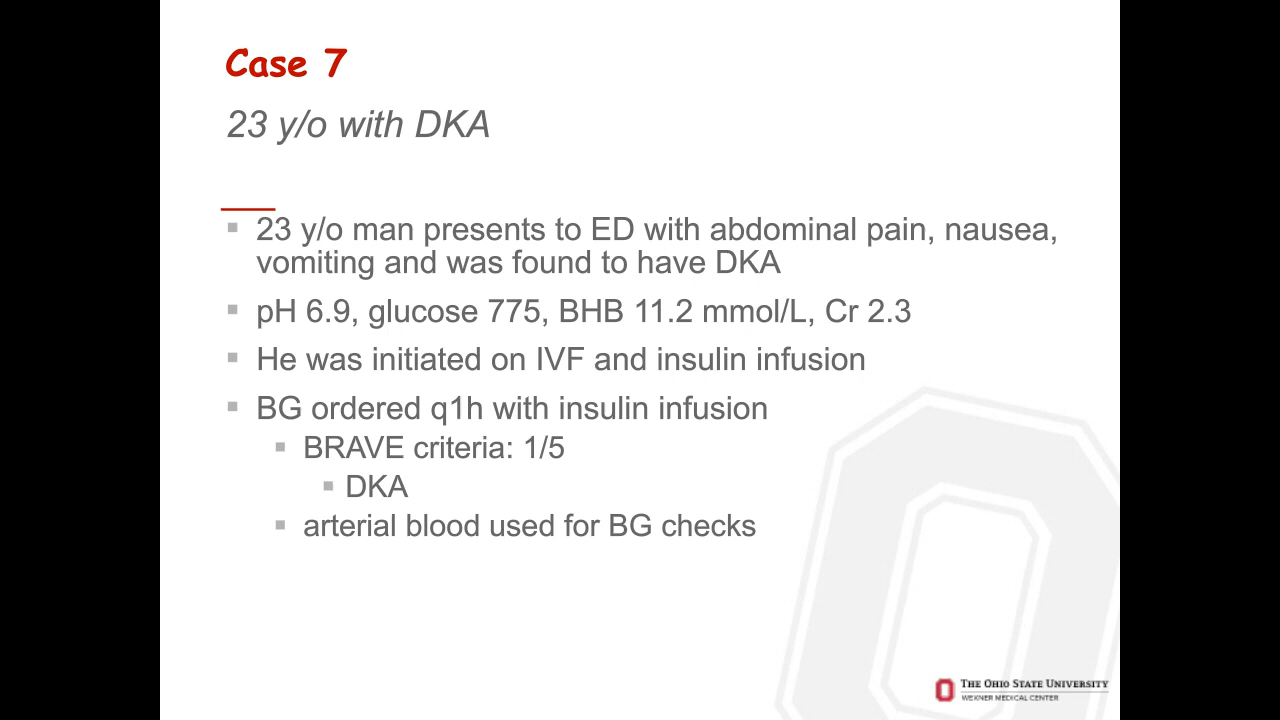 Case 7
23 y/o with DKA
▪ 23 y/o man presents to ED with abdominal pain, nausea,
vomiting and was found to have DKA
▪ pH 6.9, glucose 775, BHB 11.2 mmol/L, Cr 2.3
▪ He was initiated on IVF and insulin infusion
▪ BG ordered q1h with insulin infusion
▪ BRAVE criteria: 1/5
▪ DKA
▪ arterial blood used for BG checks
THE OHIO STATE UNIVERSITY
WEXNER MEDICAL CENTER